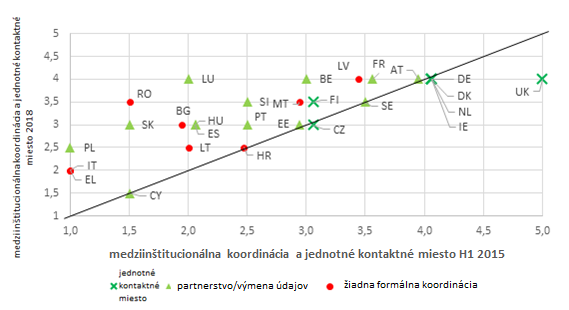 medziinštitucionálna koordinácia a jednotné kontaktné
miesto 2018
5
4,5
4
3,5
3
2,5
2
1,5
1
1,0
1,5
2,0
2,5
3,0
3,5
4,0
4,5
5,0
LV
FR
AT
LU
BE
DE
UK
RO
SI
MT
FI
DK
SE
NL
BG
PT
IE
SK
HU
ES
EE
CZ
PL
LT
HR
IT
EL
CY
medziinštitucionálna koordinácia a jednotné kontaktné miesto H1 2015
jednotné
kontaktné
miesto
partnerstvo/výmena údajov
žiadna formálna koordinácia